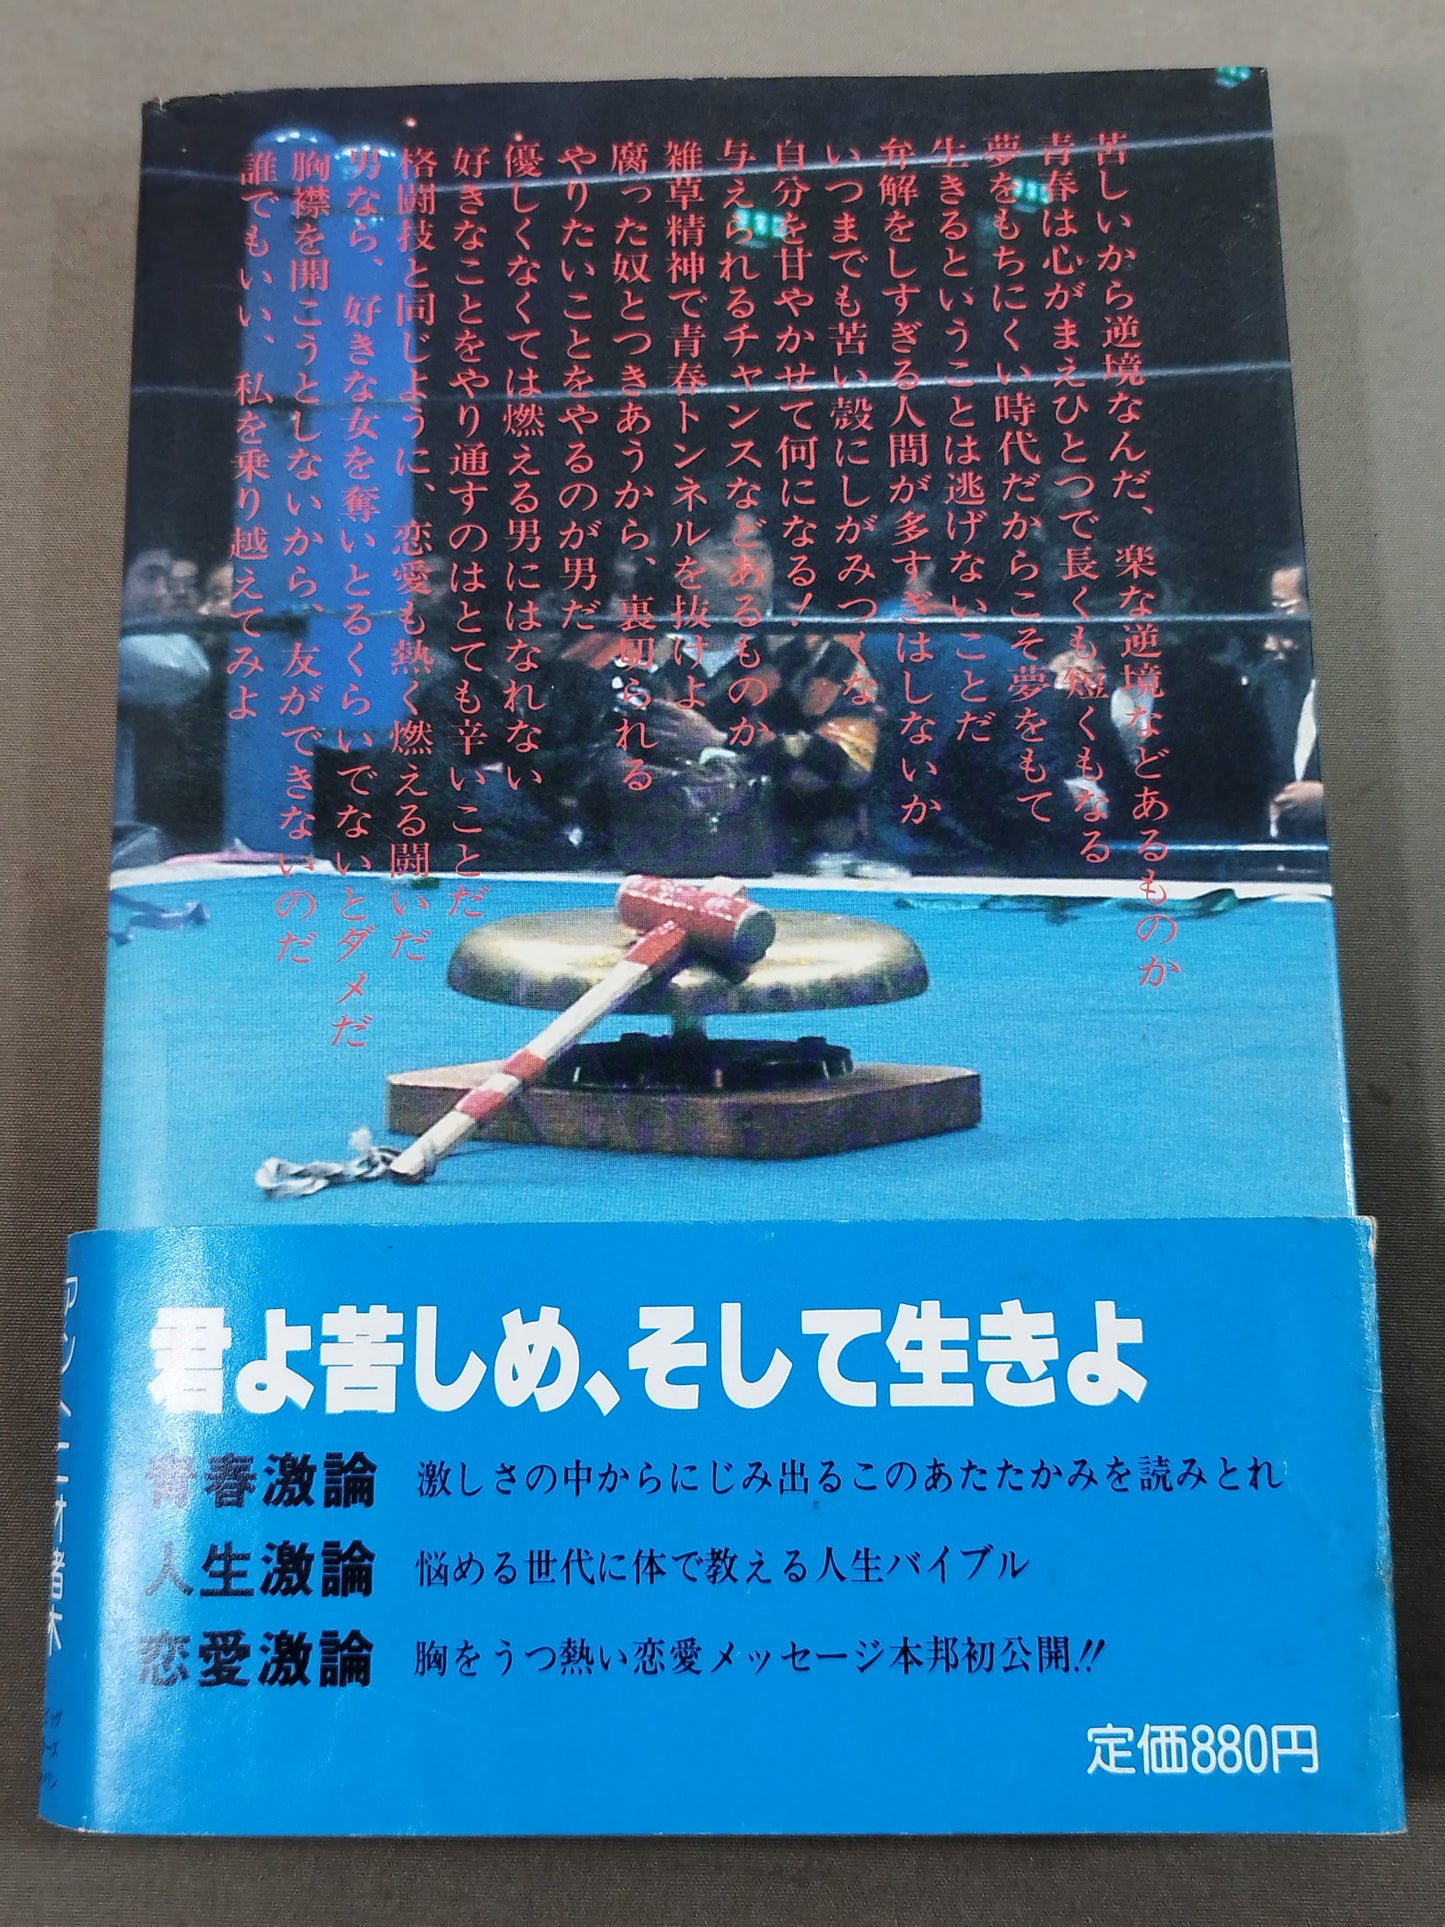 苦しいから逆境なんだ、楽な逆境などあるものか
青春は心がまえひとつで長くも短くもなる
夢をもちにくい時代だからこそ夢をもて
生きるということは逃げないことだ
弁解をしすぎる人間が多すぎはしないか
いつまでも苦い殻にしがみつくな
自分を甘やかせて何になる!
与えられるチャンスなどあるものか
雑草精神で青春トンネルを抜けよ
腐った奴とつきあうから、裏切られる
やりたいことをやるのが男だ
優しくなくては燃える男にはなれない
好きなことをやり通すのはとても辛いことだ
格闘技と同じように、恋愛も熱く燃える闘いだ
男なら、好きな女を奪いとるくらいでないとダメだ
胸襟を開こうとしないから、友ができないのだ
誰でもいい、私を乗り越えてみよ
君よ苦しめ、そして生きよ
青春激論 激しさの中からにじみ出るこのあたたかみを読みとれ
人生激論 悩める世代に体で教える人生バイブル
恋愛激論 胸をうつ熱い恋愛メッセージ本邦初公開!!
定価880円
アントニオ猪木